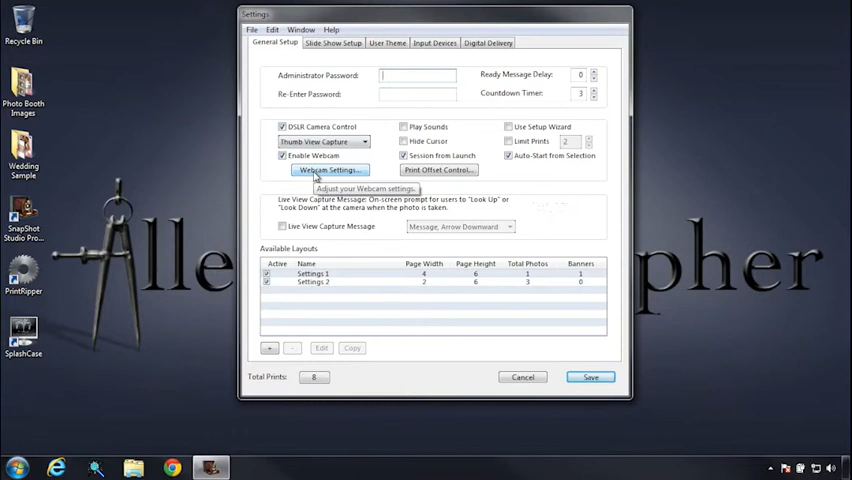 Settings
File Edit Window Help
General Setup Slide Show Setup User Theme Input Devices Digital Delivery
Administrator Password: Ready Message Delay: 0
Re-Enter Password: Countdown Timer: 3
DSLR Camera Control Play Sounds Use Setup Wizard
Thumb View Capture Hide Cursor Limit Prints 2
Enable Webcam Session from Launch Auto-Start from Selection
Webcam Settings... Print Offset Control...
Adjust your Webcam settings.
Live View Capture Message: On-screen prompt for users to "Look Up" or
"Look Down" at the camera when the photo is taken.
Live View Capture Message Message, Arrow Downward
Available Layouts
Active Name Page Width Page Height Total Photos Banners
Settings 1 4 6 1 1
Settings 2 2 6 3 0
+ - Edit Copy
Total Prints: 8 Cancel Save
Recycle Bin
Photo Booth
Images
Wedding
Sample
SnapShot
Studio Pro...
PrintRipper
SplashCase
lle
pher